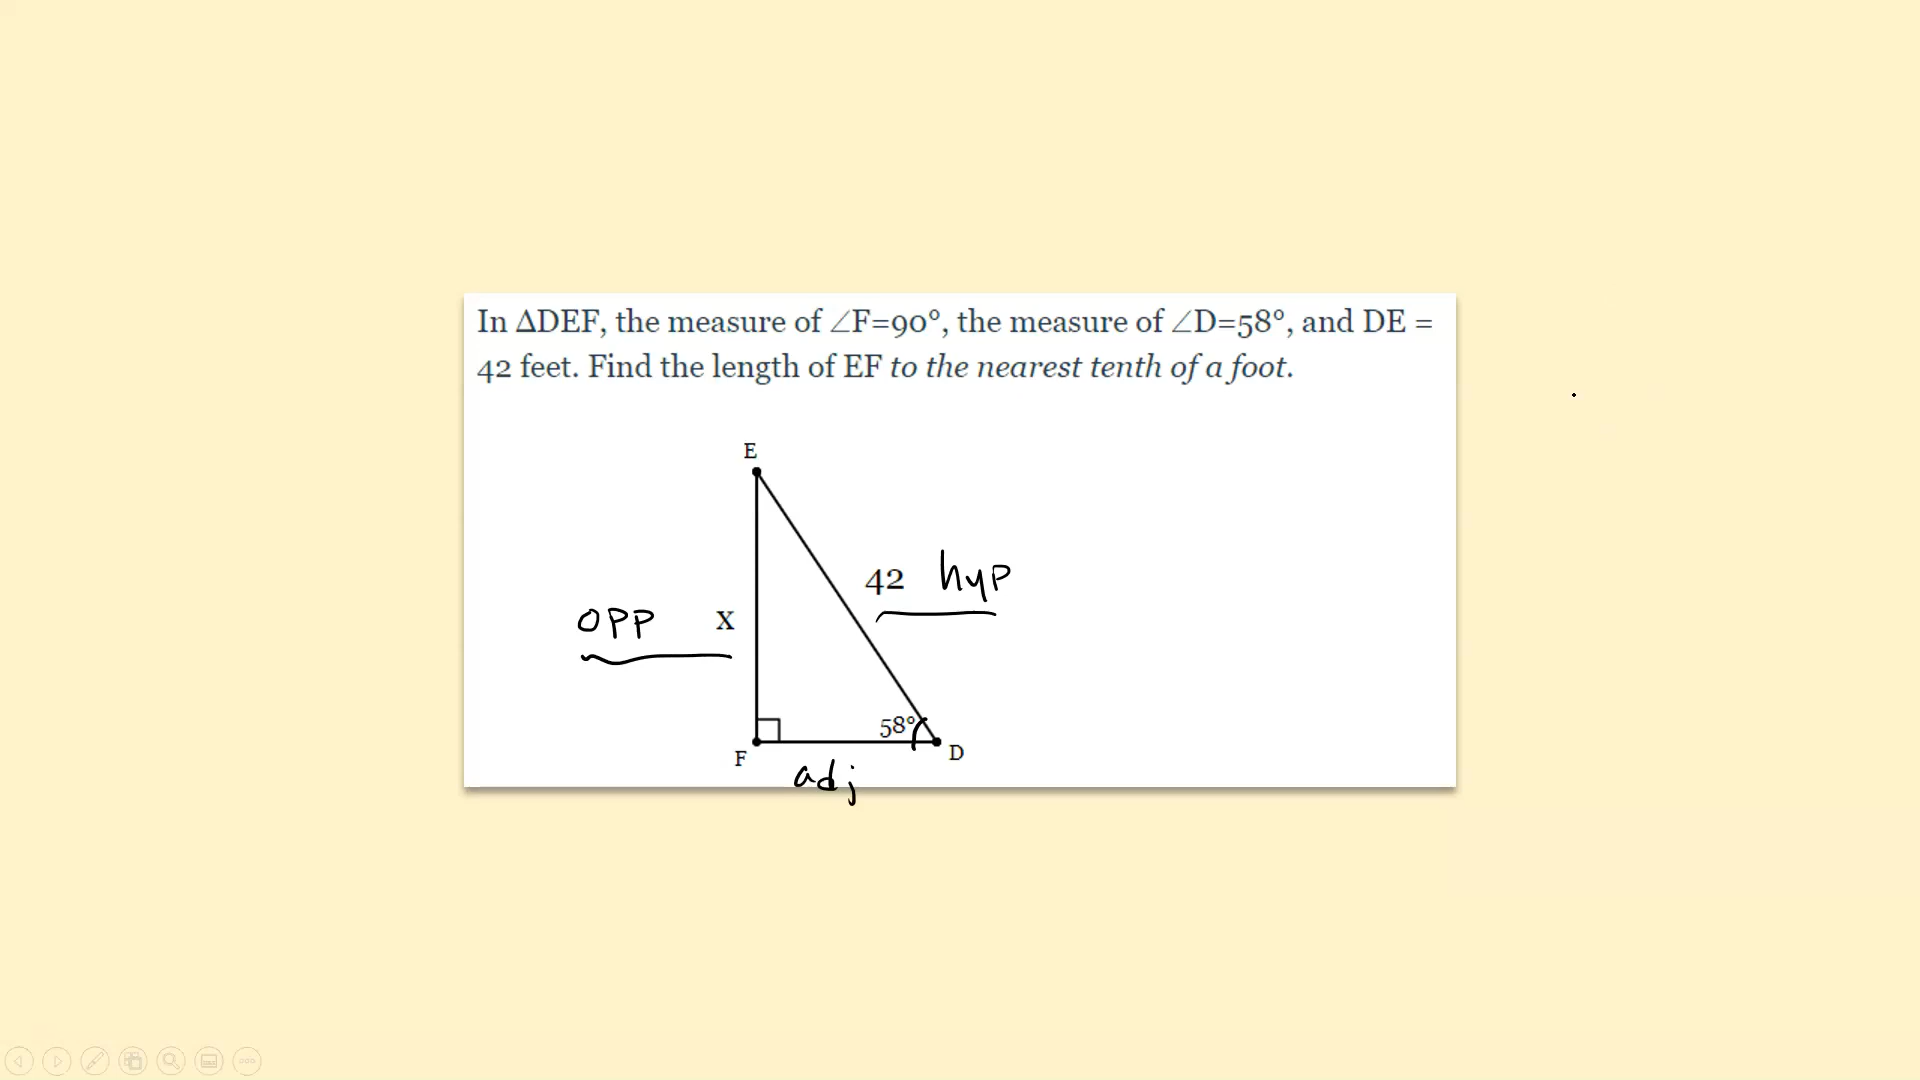 In ΔDEF, the measure of ∠F=90°, the measure of ∠D=58°, and DE =
42 feet. Find the length of EF to the nearest tenth of a foot.
E
42 hyp
opp x
58°
F
D
adj